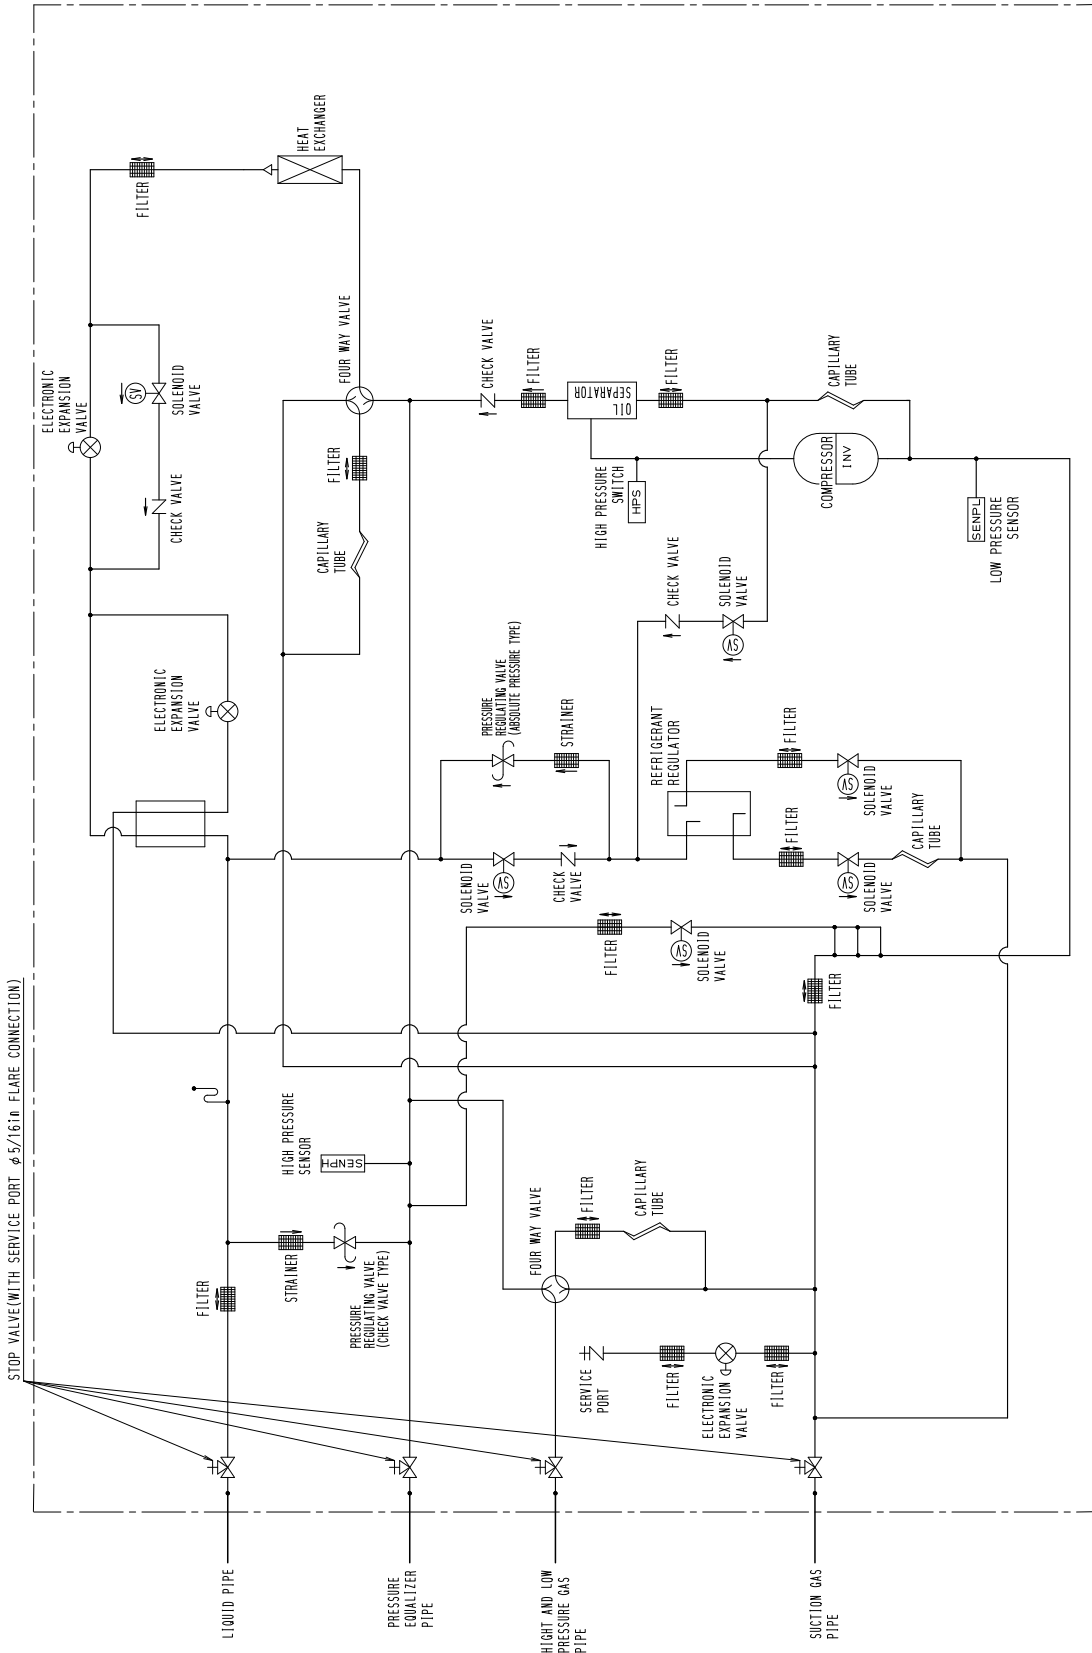 STOP VALVE(WITH SERVICE PORT φ5/16in FLARE CONNECTION)
ELECTRONIC
EXPANSION
VALVE
SV
SOLENOID
VALVE
CHECK VALVE
FILTER
ELECTRONIC
EXPANSION
VALVE
HEAT
EXCHANGER
LIQUID PIPE
FILTER
STRAINER
HIGH PRESSURE
SENSOR
SENPH
CAPILLARY
TUBE
FILTER
FOUR WAY VALVE
PRESSURE
REGULATING VALVE
(CHECK VALVE TYPE)
PRESSURE
EQUALIZER
PIPE
SOLENOID
VALVE
SV
PRESSURE
REGULATING VALVE
(ABSOLUTE PRESSURE TYPE)
CHECK VALVE
FILTER
STRAINER
CHECK
VALVE
FOUR WAY VALVE
HIGHT AND LOW
PRESSURE GAS
PIPE
FILTER
CAPILLARY
TUBE
FILTER
SERVICE
PORT
HIGH PRESSURE
SWITCH
HPS
OIL
SEPARATOR
FILTER
REFRIGERANT
REGULATOR
CHECK VALVE
SOLENOID
VALVE
SV
SV
SOLENOID
VALVE
FILTER
ELECTRONIC
EXPANSION
VALVE
FILTER
FILTER
FILTER
FILTER
SV
SOLENOID
VALVE
SV
SOLENOID
VALVE
CAPILLARY
TUBE
COMPRESSOR
INV
CAPILLARY
TUBE
SUCTION GAS
PIPE
SENPL
LOW PRESSURE
SENSOR